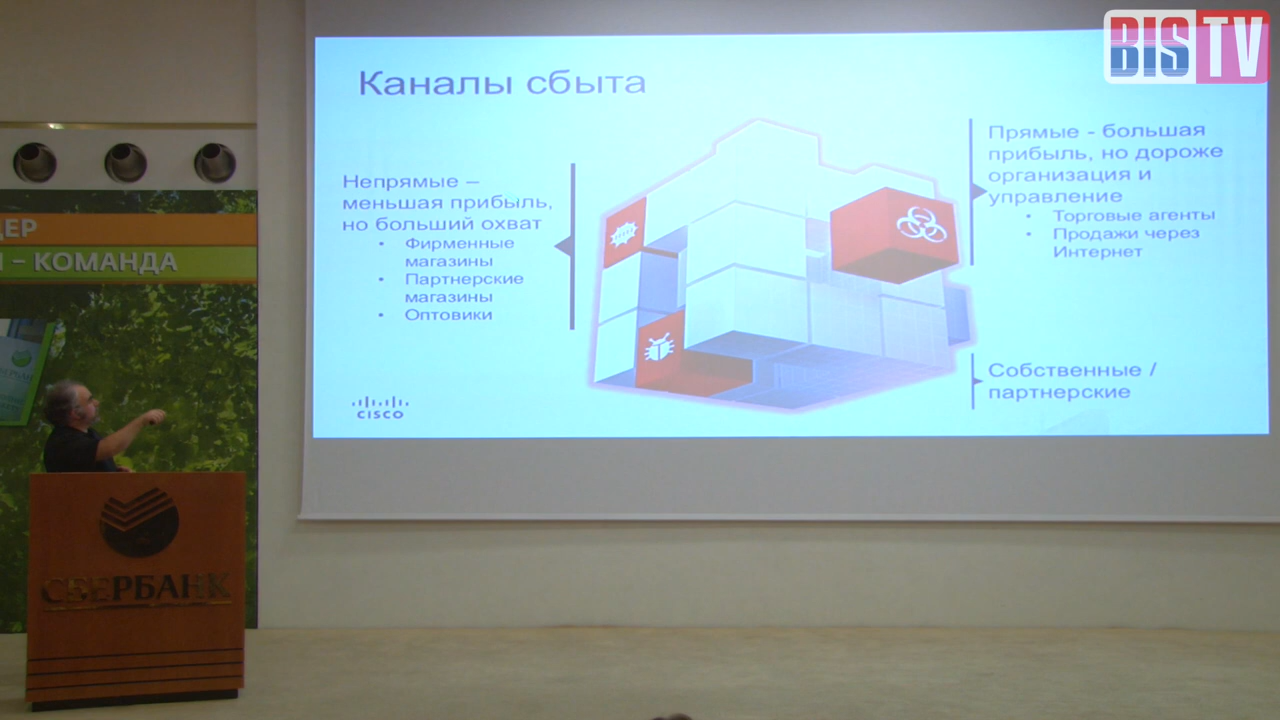 BISTV
Каналы сбыта
Непрямые –
меньшая прибыль,
но больший охват
• Фирменные
магазины
• Партнерские
магазины
• Оптовики
Прямые - большая
прибыль, но дороже
организация и
управление
• Торговые агенты
• Продажи через
Интернет
Собственные /
партнерские
CISCO
ДЕР
– КОМАНДА
СБЕРБАНК